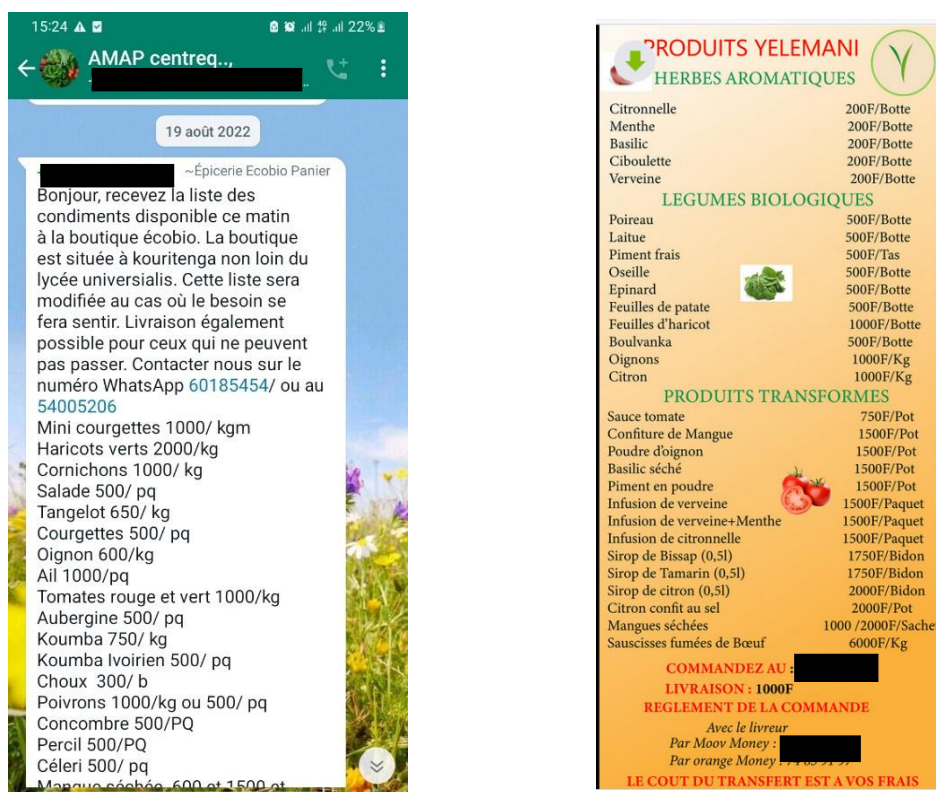 15:24
22%
AMAP centreq..,
19 août 2022
~Épicerie Ecobio Panier
Bonjour, recevez la liste des
condiments disponible ce matin
à la boutique écobio. La boutique
est située à kouritenga non loin du
lycée universialis. Cette liste sera
modifiée au cas où le besoin se
fera sentir. Livraison également
possible pour ceux qui ne peuvent
pas passer. Contacter nous sur le
numéro WhatsApp 60185454/ ou au
54005206
Mini courgettes 1000/ kgm
Haricots verts 2000/kg
Cornichons 1000/ kg
Salade 500/ pq
Tangelot 650/ kg
Courgettes 500/ pq
Oignon 600/kg
Ail 1000/pq
Tomates rouge et vert 1000/kg
Aubergine 500/ pq
Koumba 750/ kg
Koumba Ivoirien 500/ pq
Choux 300/ b
Poivrons 1000/kg ou 500/ pq
Concombre 500/PQ
Percil 500/PQ
Céleri 500/ pq
Mangue séchée 600 et 1500 et
PRODUITS YELEMANI
HERBES AROMATIQUES
Citronnelle 200F/Botte
Menthe 200F/Botte
Basilic 200F/Botte
Ciboulette 200F/Botte
Verveine 200F/Botte
LEGUMES BIOLOGIQUES
Poireau 500F/Botte
Laitue 500F/Botte
Piment frais 500F/Tas
Oseille 500F/Botte
Epinard 500F/Botte
Feuilles de patate 500F/Botte
Feuilles d'haricot 1000F/Botte
Boulvanka 500F/Botte
Oignons 1000F/Kg
Citron 1000F/Kg
PRODUITS TRANSFORMES
Sauce tomate 750F/Pot
Confiture de Mangue 1500F/Pot
Poudre d'oignon 1500F/Pot
Basilic séché 1500F/Pot
Piment en poudre 1500F/Pot
Infusion de verveine 1500F/Paquet
Infusion de verveine+Menthe 1500F/Paquet
Infusion de citronnelle 1500F/Paquet
Sirop de Bissap (0,5l) 1750F/Bidon
Sirop de Tamarin (0,5l) 1750F/Bidon
Sirop de citron (0,5l) 2000F/Bidon
Citron confit au sel 2000F/Pot
Mangues séchées 1000 /2000F/Sache
Sauscisses fumées de Bœuf 6000F/Kg
COMMANDEZ AU :
LIVRAISON : 1000F
REGLEMENT DE LA COMMANDE
Avec le livreur
Par Moov Money :
Par orange Money :
LE COUT DU TRANSFERT EST A VOS FRAIS